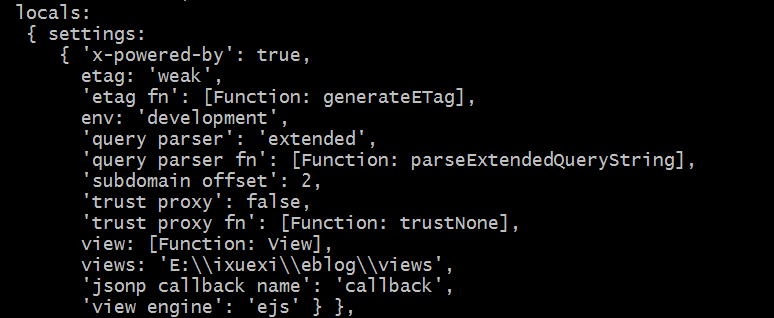 locals:
{ settings:
{ 'x-powered-by': true,
etag: 'weak',
'etag fn': [Function: generateETag],
env: 'development',
'query parser': 'extended',
'query parser fn': [Function: parseExtendedQueryString],
'subdomain offset': 2,
'trust proxy': false,
'trust proxy fn': [Function: trustNone],
view: [Function: View],
views: 'E:\\ixuexi\\eblog\\views',
'jsonp callback name': 'callback',
'view engine': 'ejs' } },